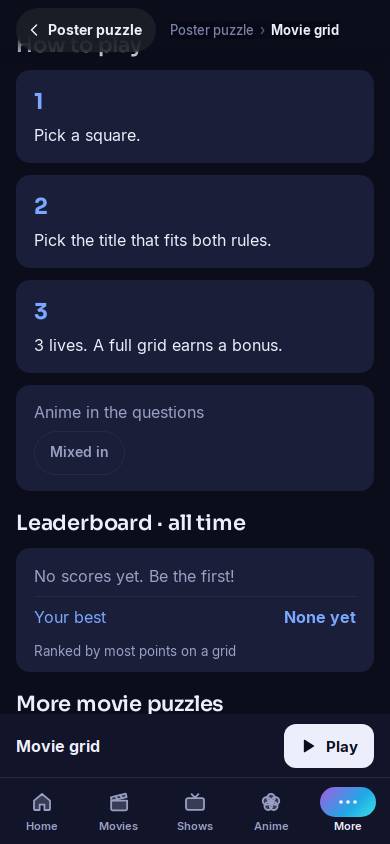 Poster puzzle
Poster puzzle › Movie grid
How to play
1
Pick a square.
2
Pick the title that fits both rules.
3
3 lives. A full grid earns a bonus.
Anime in the questions
Mixed in
Leaderboard · all time
No scores yet. Be the first!
Your best None yet
Ranked by most points on a grid
More movie puzzles
Movie grid
Play
Home Movies Shows Anime More